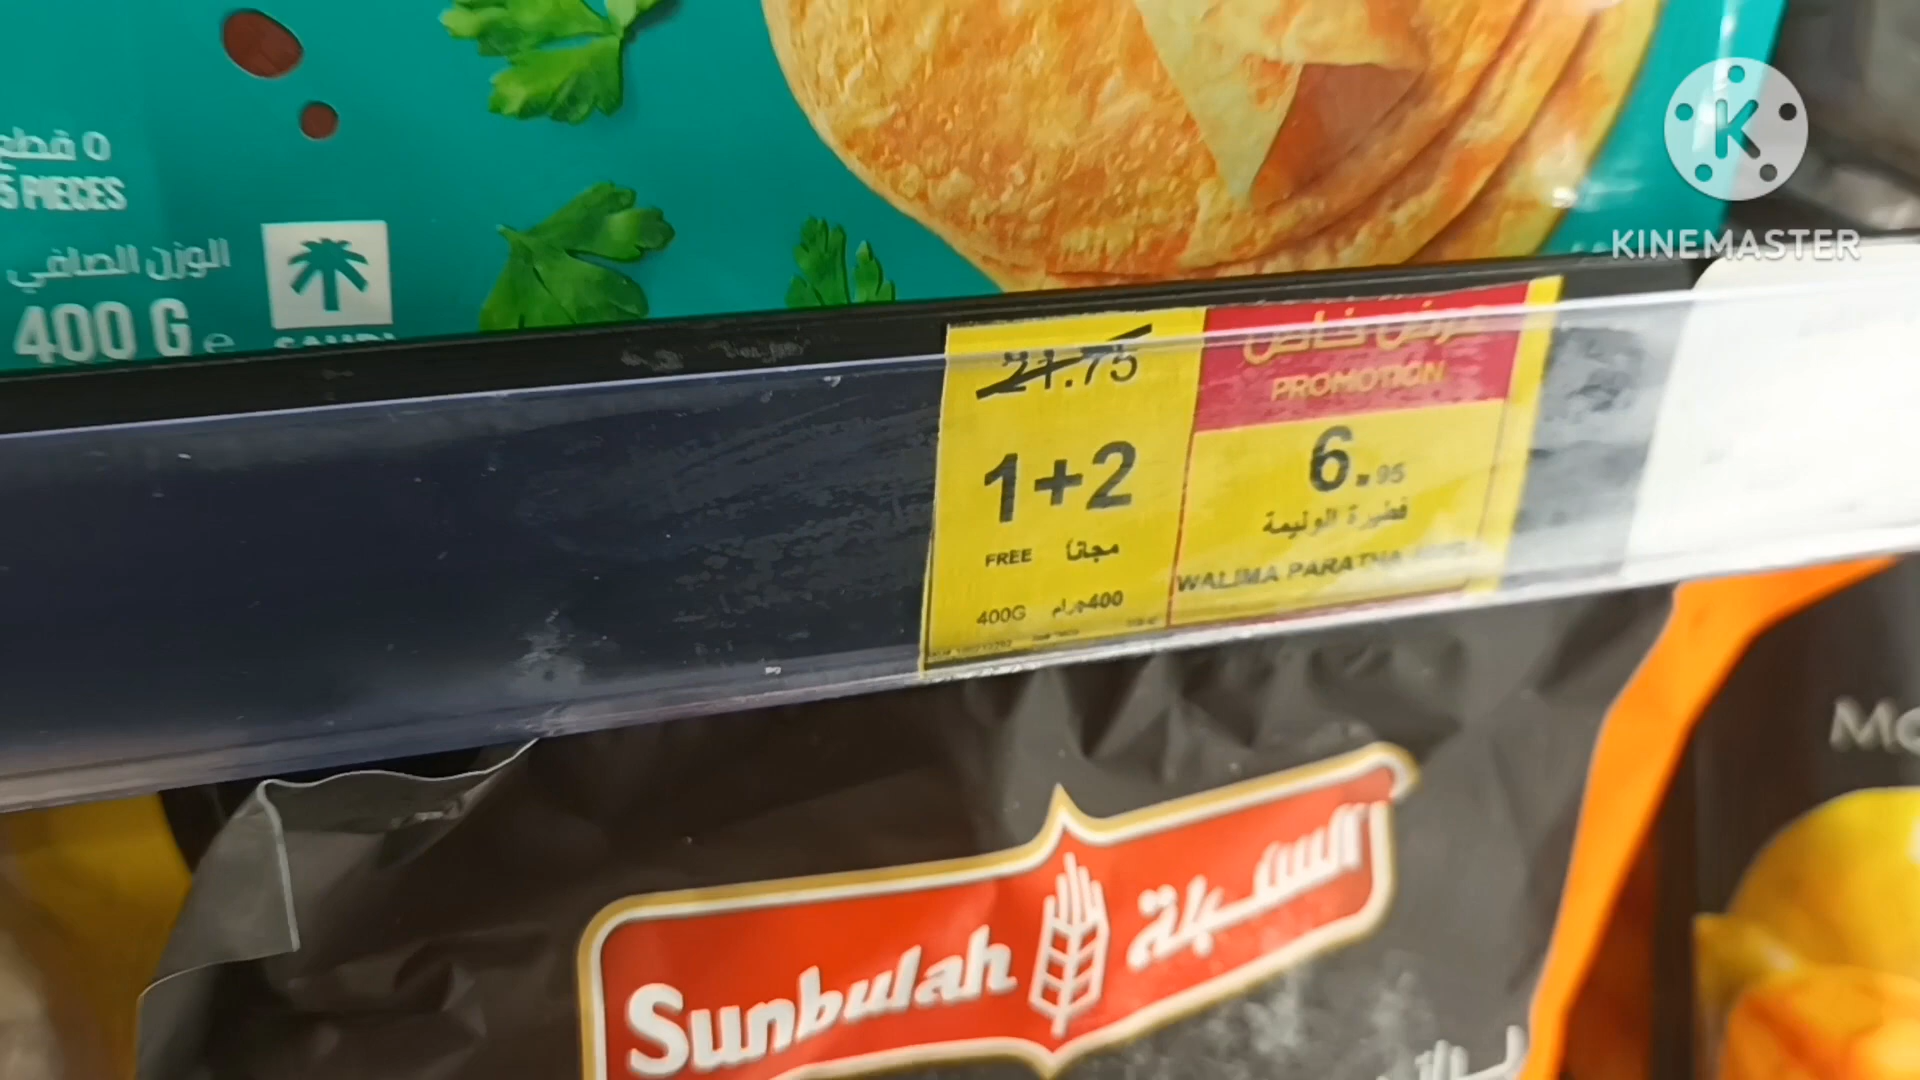 5 قطع
5 PIECES
الوزن الصافي
400 G e
KINEMASTER
21.75
1+2
FREE مجاناً
400G 400جرام
عرض خاص
PROMOTION
6.95
فطيرة الوليمة
WALIMA PARATHA
Sunbulah السنبلة